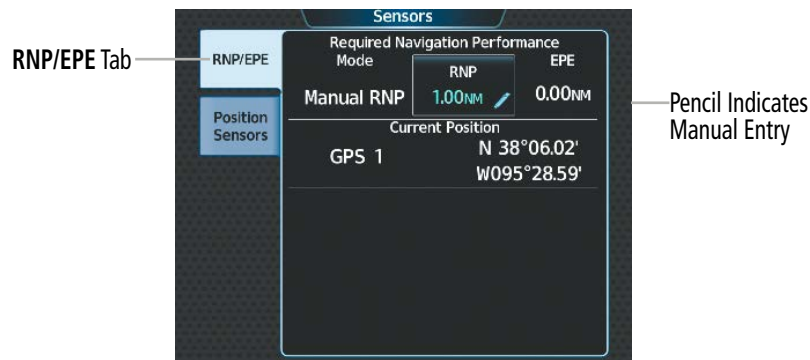 Sensors
RNP/EPE Tab
RNP/EPE
Position
Sensors
Required Navigation Performance
Mode
RNP
EPE
Manual RNP
1.00NM
0.00NM
Current Position
GPS 1
N 38°06.02'
W095°28.59'
Pencil Indicates
Manual Entry